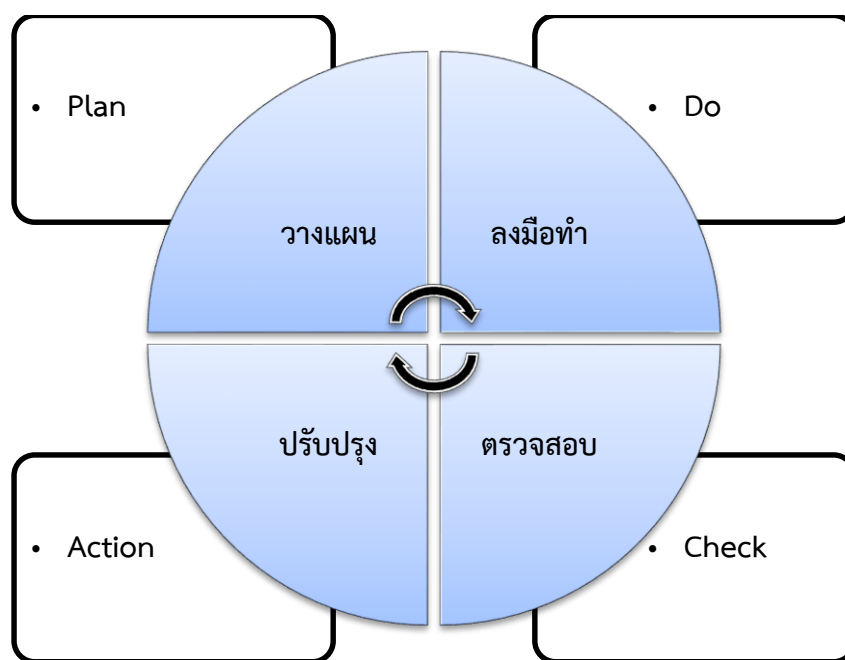 • Plan
• Do
วางแผน
ลงมือทำ
ปรับปรุง
ตรวจสอบ
• Action
• Check